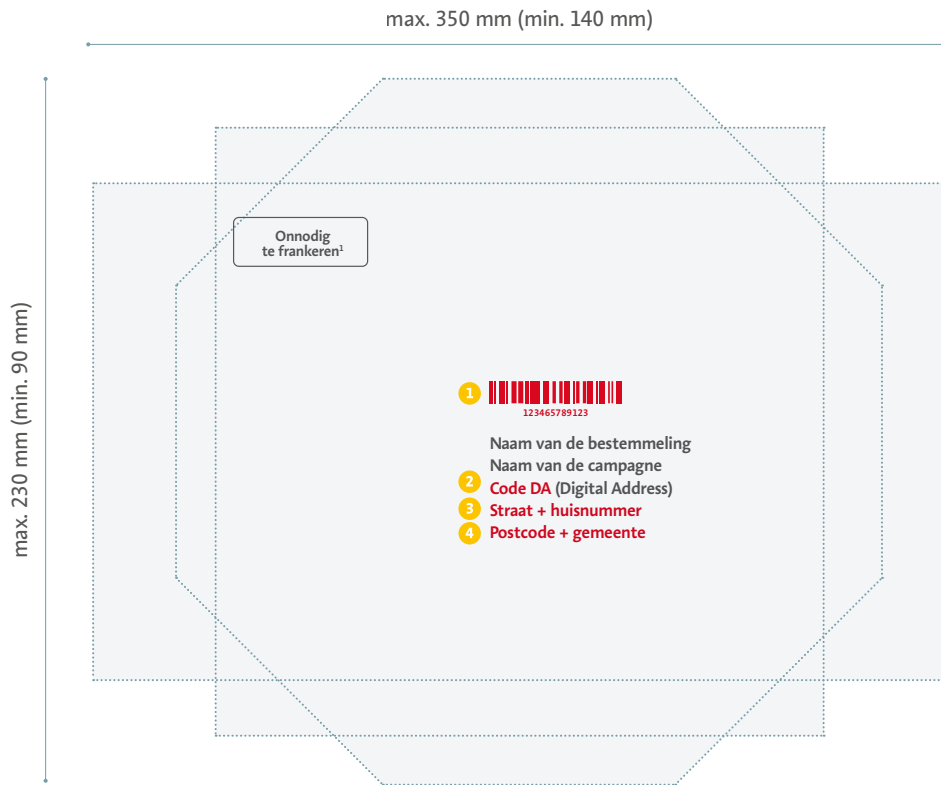 max. 350 mm (min. 140 mm)
max. 230 mm (min. 90 mm)
Onnodig
te frankeren¹
1
123465789123
Naam van de bestemmeling
Naam van de campagne
2 Code DA (Digital Address)
3 Straat + huisnummer
4 Postcode + gemeente